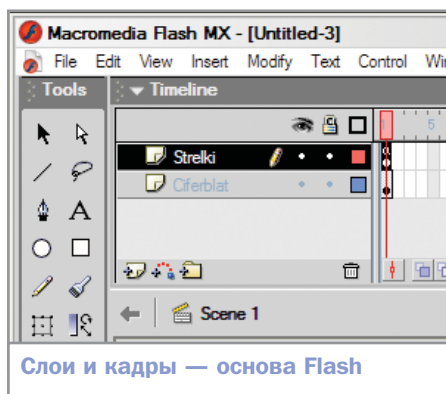 Macromedia Flash MX - [Untitled-3]
File Edit View Insert Modify Text Control Wi
Tools
Timeline
5
Strelki
Ciferblat
Scene 1
Слои и кадры — основа Flash